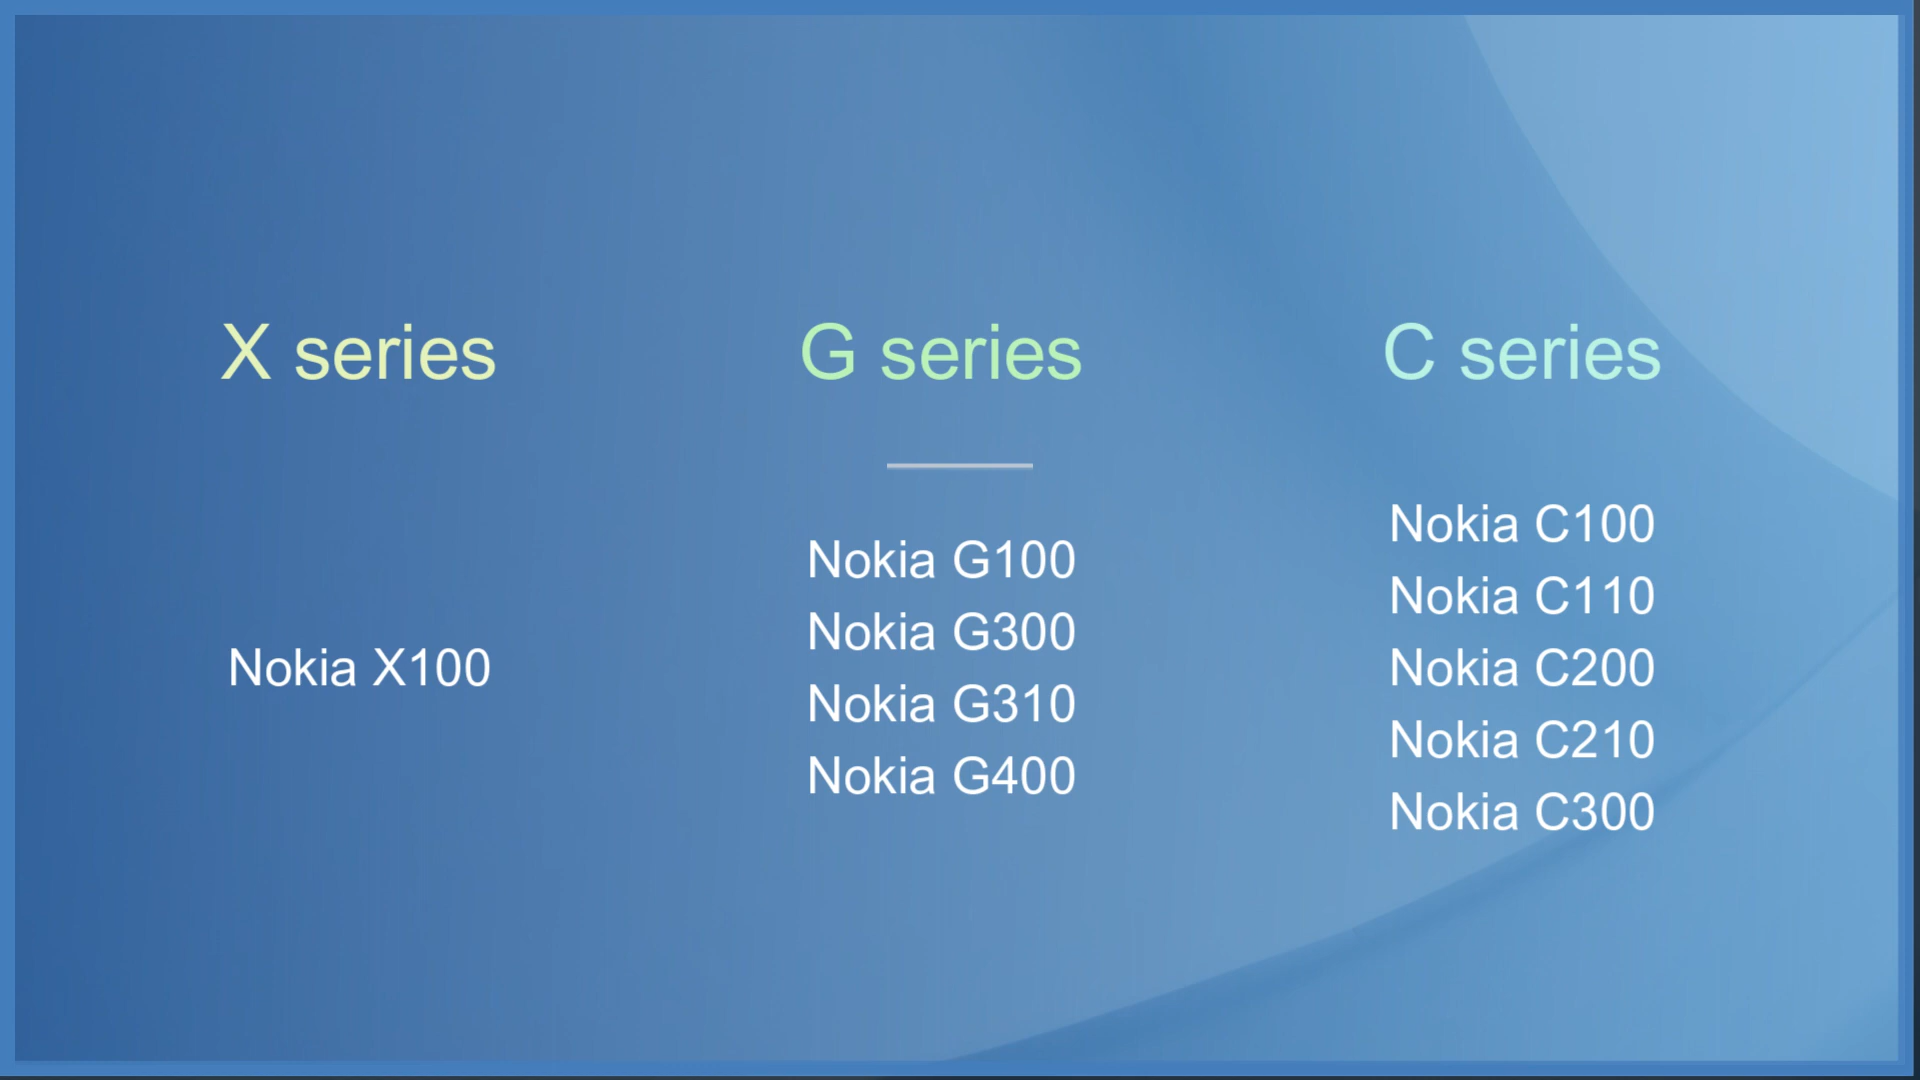 X series
Nokia X100
G series
Nokia G100
Nokia G300
Nokia G310
Nokia G400
C series
Nokia C100
Nokia C110
Nokia C200
Nokia C210
Nokia C300